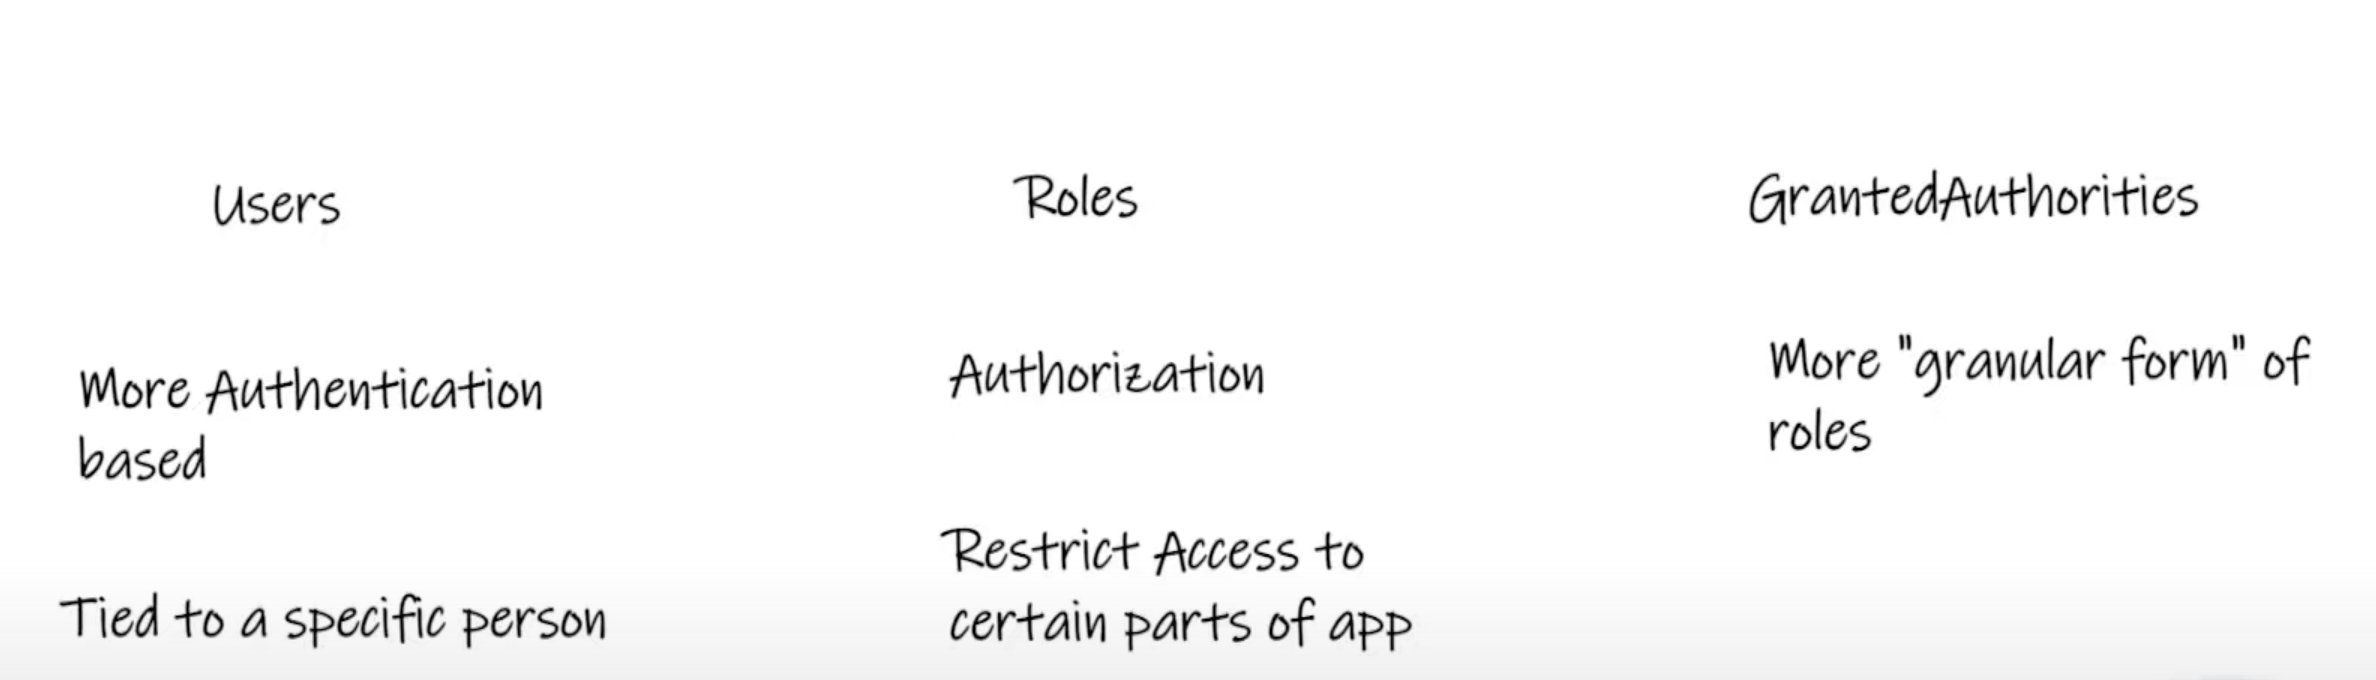 Users
More Authentication
based
Tied to a specific person
Roles
Authorization
Restrict Access to
certain parts of app
GrantedAuthorities
More "granular form" of
roles